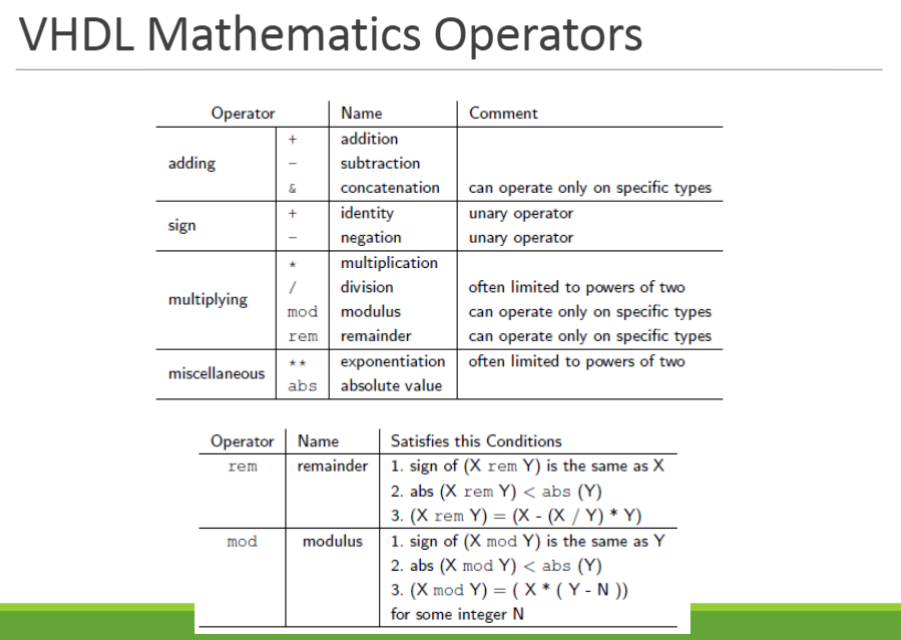 VHDL Mathematics Operators
Operator Name Comment
adding + addition
- subtraction
& concatenation can operate only on specific types
sign + identity unary operator
- negation unary operator
multiplying * multiplication
/ division often limited to powers of two
mod modulus can operate only on specific types
rem remainder can operate only on specific types
miscellaneous ** exponentiation often limited to powers of two
abs absolute value
Operator Name Satisfies this Conditions
rem remainder 1. sign of (X rem Y) is the same as X
2. abs (X rem Y) < abs (Y)
3. (X rem Y) = (X - (X / Y) * Y)
mod modulus 1. sign of (X mod Y) is the same as Y
2. abs (X mod Y) < abs (Y)
3. (X mod Y) = ( X * ( Y - N ))
for some integer N